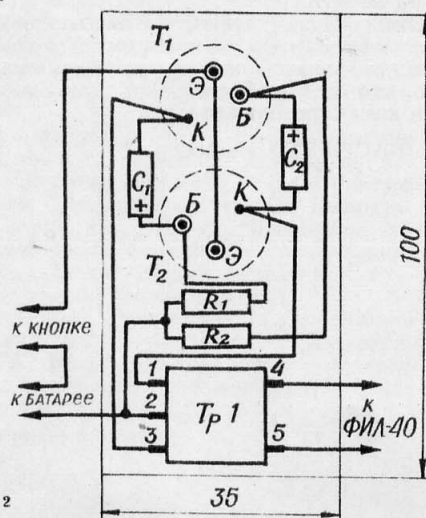 T₁
Э
Б
К
C₁
+
+
C₂
Б
К
Э
T₂
R₁
R₂
К КНОПКЕ
К БАТАРЕЕ
1
2
3
Тр 1
4
5
К
ФИЛ-40
100
35
2